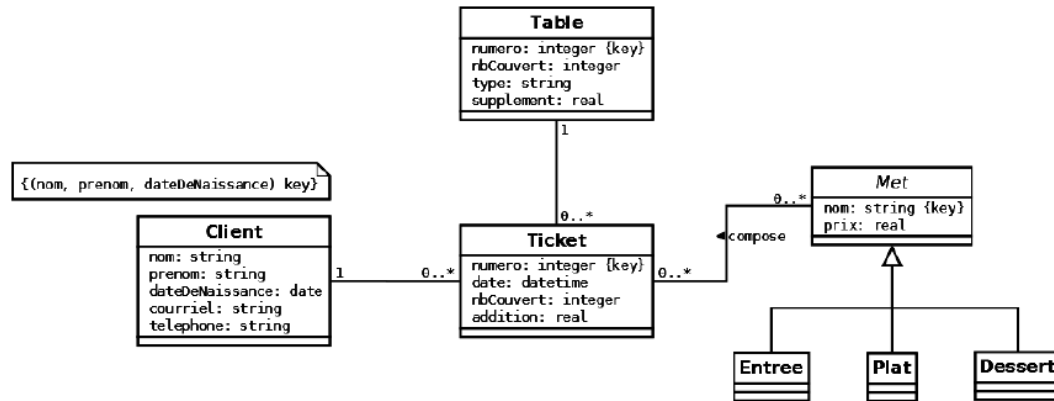 Table
numero: integer {key}
nbCouvert: integer
type: string
supplement: real
1
{(nom, prenom, dateDeNaissance) key}
Met
nom: string {key}
prix: real
0..*
compose
0..*
Client
nom: string
prenom: string
dateDeNaissance: date
courriel: string
telephone: string
1
0..*
Ticket
numero: integer {key}
date: datetime
nbCouvert: integer
addition: real
0..*
Entree
Plat
Dessert